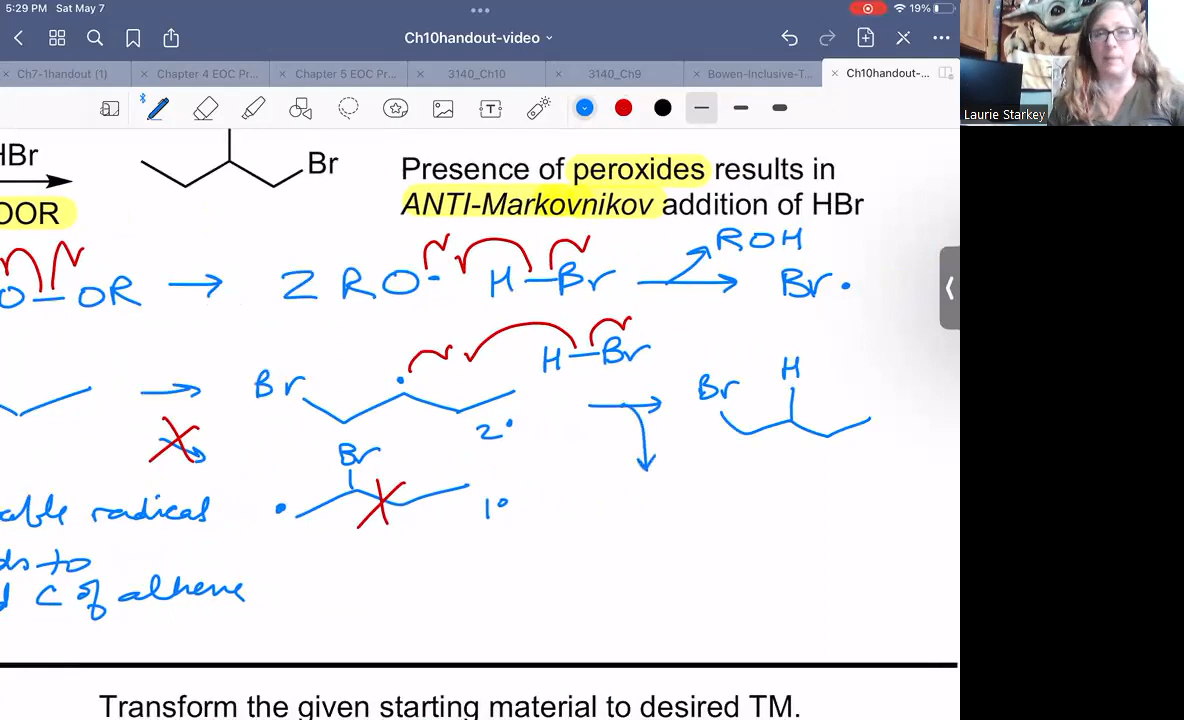 5:29 PM Sat May 7
19%
Ch10handout-video
Ch7-1handout (1)
Chapter 4 EOC Pr...
Chapter 5 EOC Pr...
3140_Ch10
3140_Ch9
Bowen-Inclusive-T...
Ch10handout-...
Laurie Starkey
HBr
OOR
Br
Presence of peroxides results in
ANTI-Markovnikov addition of HBr
O — OR → 2 RO· H—Br → ROH Br·
Br · 2° H—Br → Br H
Br · 1°
able radical
ds to
d C of alkene
Transform the given starting material to desired TM.